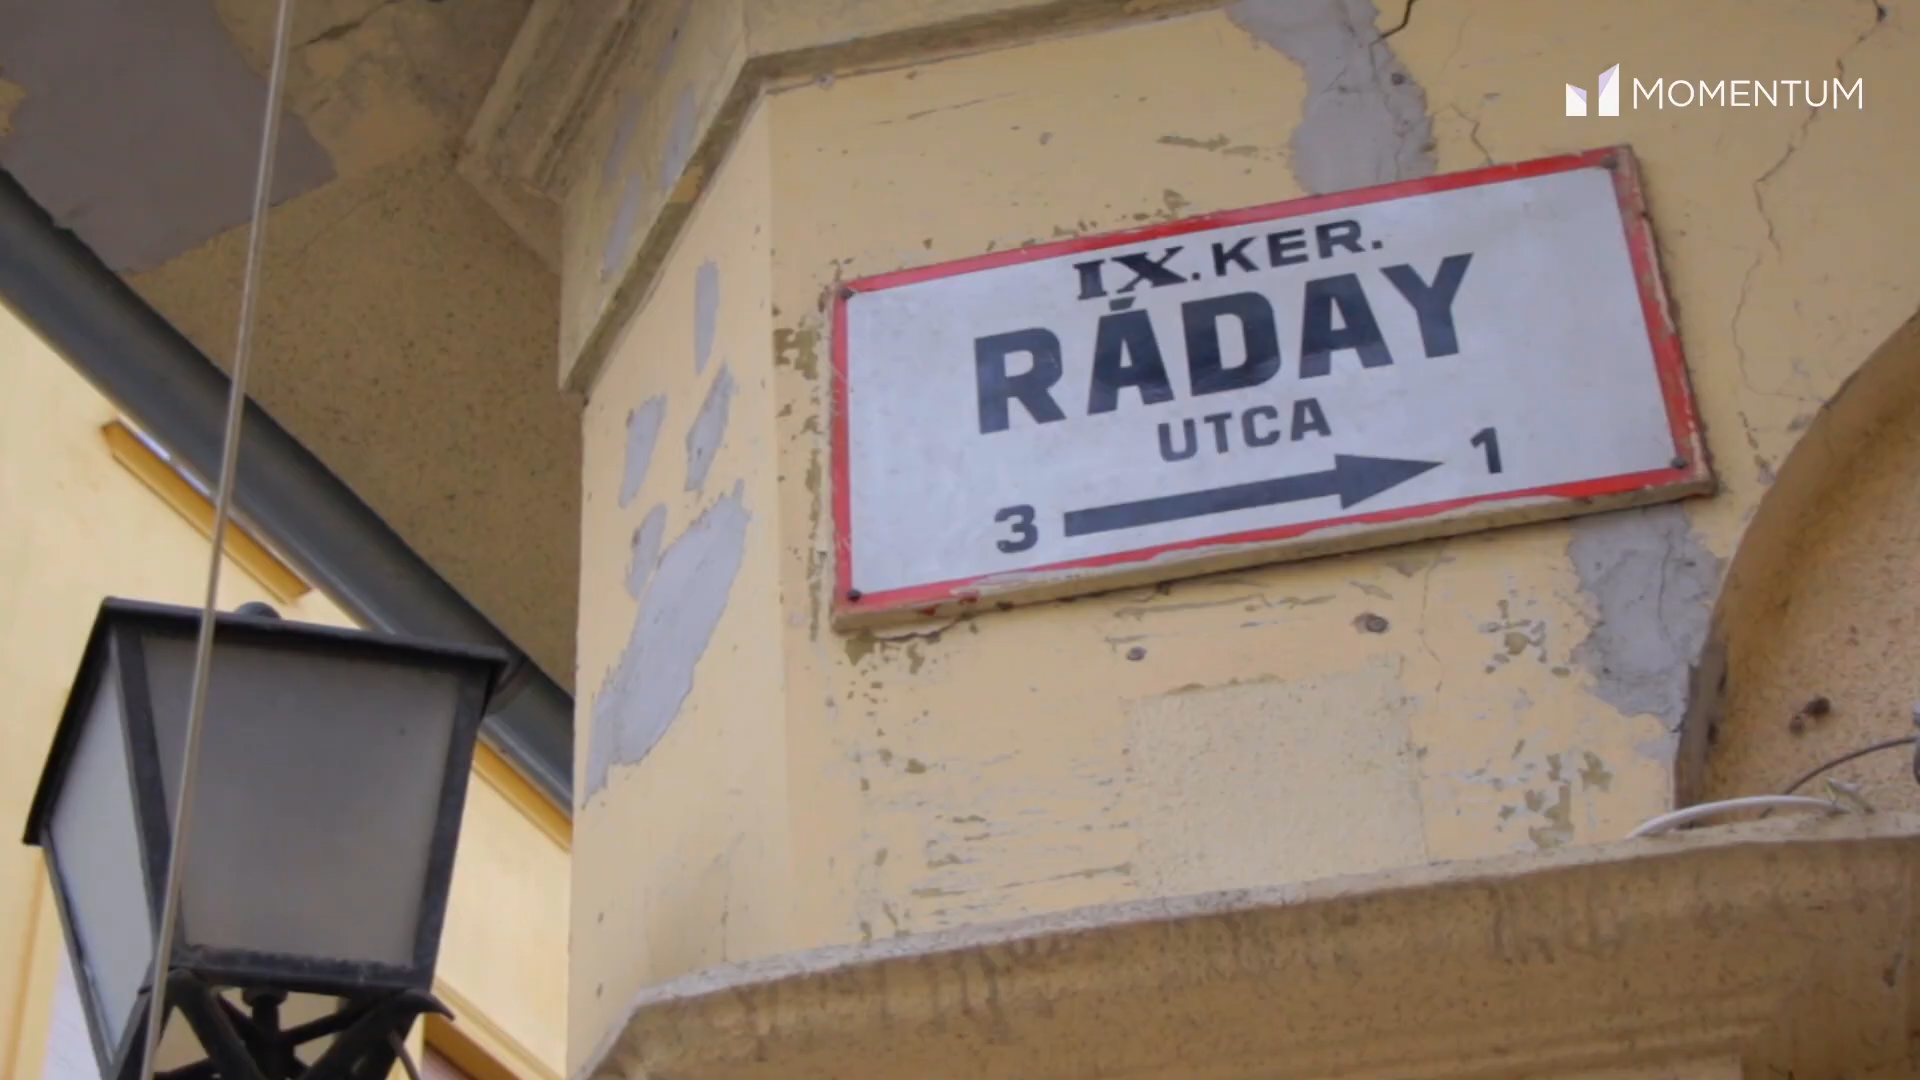 MOMENTUM
IX. KER.
RÁDAY
UTCA
3 1